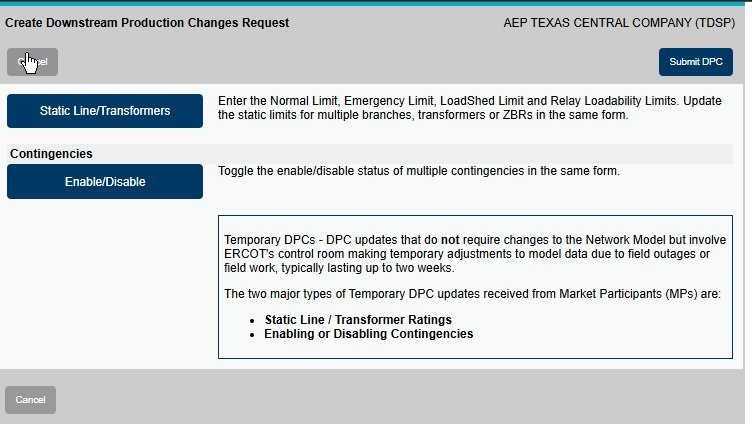 Create Downstream Production Changes Request
AEP TEXAS CENTRAL COMPANY (TDSP)
Submit DPC
Static Line/Transformers
Enter the Normal Limit, Emergency Limit, LoadShed Limit and Relay Loadability Limits. Update
the static limits for multiple branches, transformers or ZBRs in the same form.
Contingencies
Enable/Disable
Toggle the enable/disable status of multiple contingencies in the same form.
Temporary DPCs - DPC updates that do not require changes to the Network Model but involve
ERCOT's control room making temporary adjustments to model data due to field outages or
field work, typically lasting up to two weeks.
The two major types of Temporary DPC updates received from Market Participants (MPs) are:
• Static Line / Transformer Ratings
• Enabling or Disabling Contingencies
Cancel